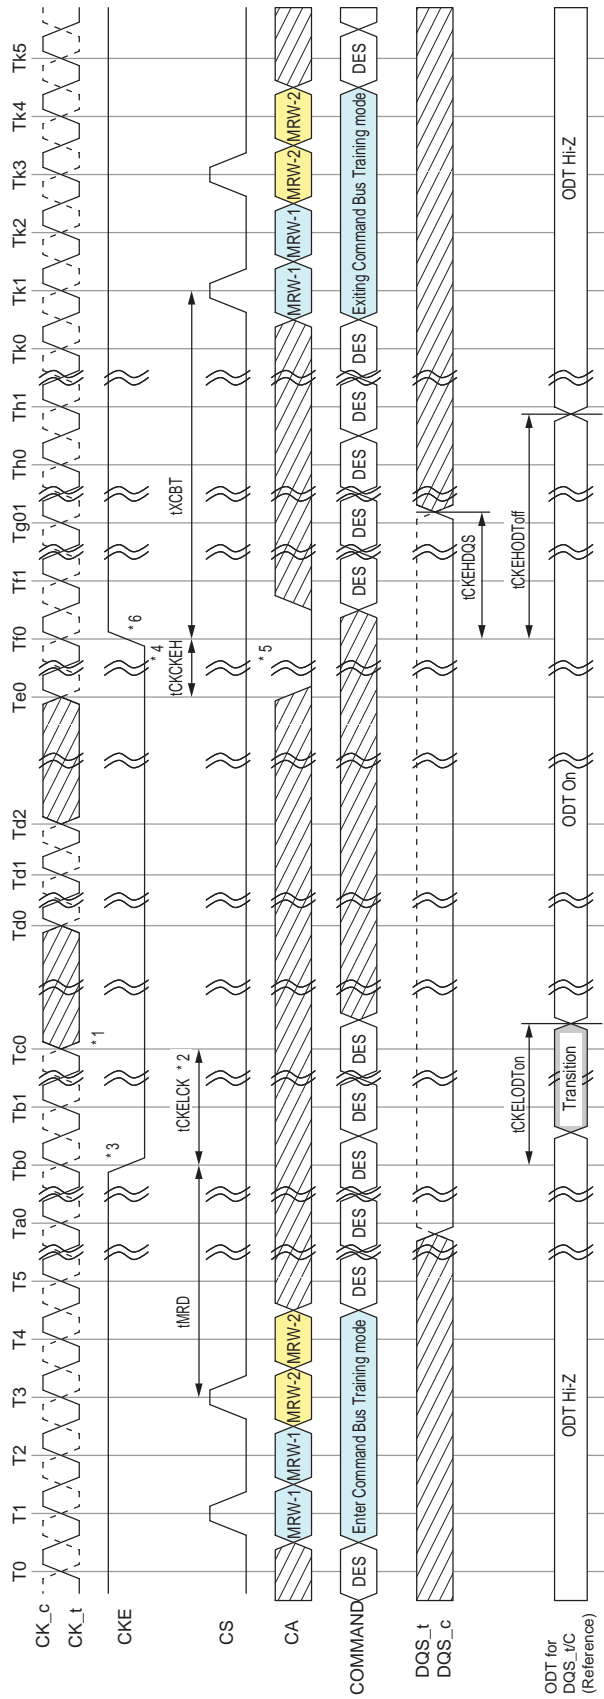 T0 T1 T2 T3 T4 T5 Ta0 Tb0 Tb1 Tc0 Td0 Td1 Td2 Te0 Tf0 Tf1 Tg01 Th0 Th1 Tk0 Tk1 Tk2 Tk3 Tk4 Tk5
CK_c
CK_t
CKE
*3
*1
*4
*6
tMRD
tCKELCK *2
tCKCKEH
tXCBT
CS
*5
CA
MRW-1 MRW-1 MRW-2 MRW-2 MRW-1 MRW-1 MRW-2 MRW-2
COMMAND
DES Enter Command Bus Training mode DES DES DES DES DES DES DES DES DES DES Exiting Command Bus Training mode DES
DQS_t
DQS_c
tCKEHDQS
tCKELODTon
tCKEHODToff
ODT for
DQS_t/C
(Reference)
ODT Hi-Z Transition ODT On ODT Hi-Z